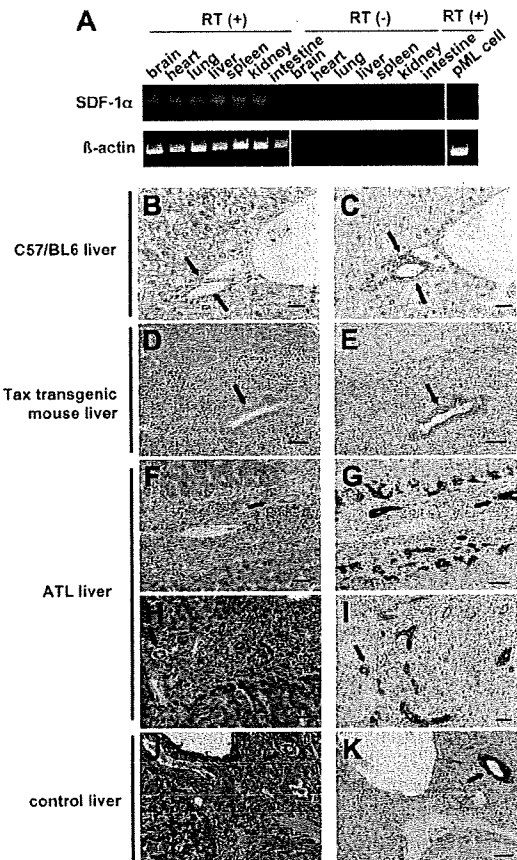 A
RT (+) RT (-) RT (+)
brain heart lung liver spleen kidney intestine brain heart lung liver spleen kidney intestine pML cell
SDF-1α
ß-actin
B C
C57/BL6 liver
D E
Tax transgenic
mouse liver
F G
ATL liver
H I
J K
control liver